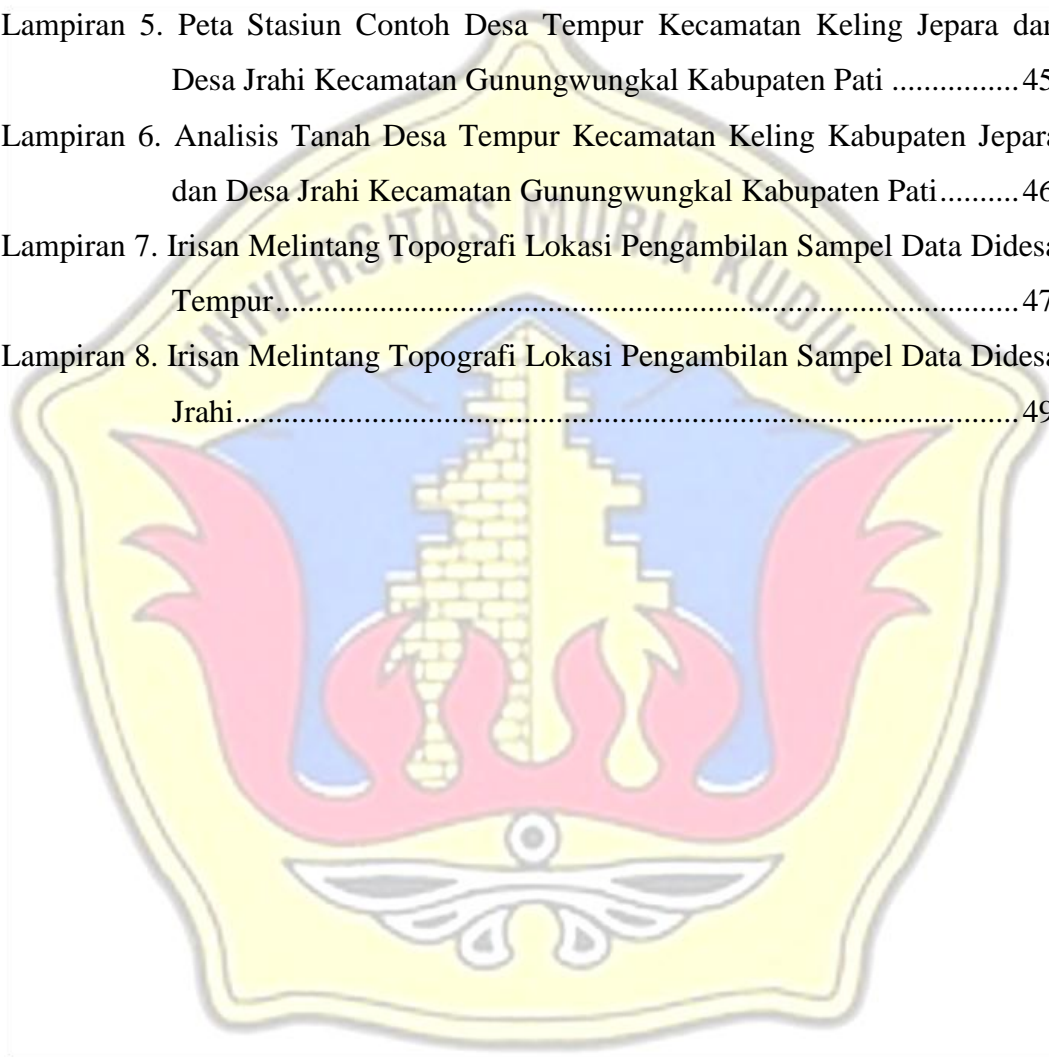 Lampiran 5. Peta Stasiun Contoh Desa Tempur Kecamatan Keling Jepara dan
Desa Jrahi Kecamatan Gunungwungkal Kabupaten Pati ................45
Lampiran 6. Analisis Tanah Desa Tempur Kecamatan Keling Kabupaten Jepara
dan Desa Jrahi Kecamatan Gunungwungkal Kabupaten Pati..........46
Lampiran 7. Irisan Melintang Topografi Lokasi Pengambilan Sampel Data Didesa
Tempur.............................................................................................47
Lampiran 8. Irisan Melintang Topografi Lokasi Pengambilan Sampel Data Didesa
Jrahi..................................................................................................49
UNIVERSITAS MURIA KUDUS